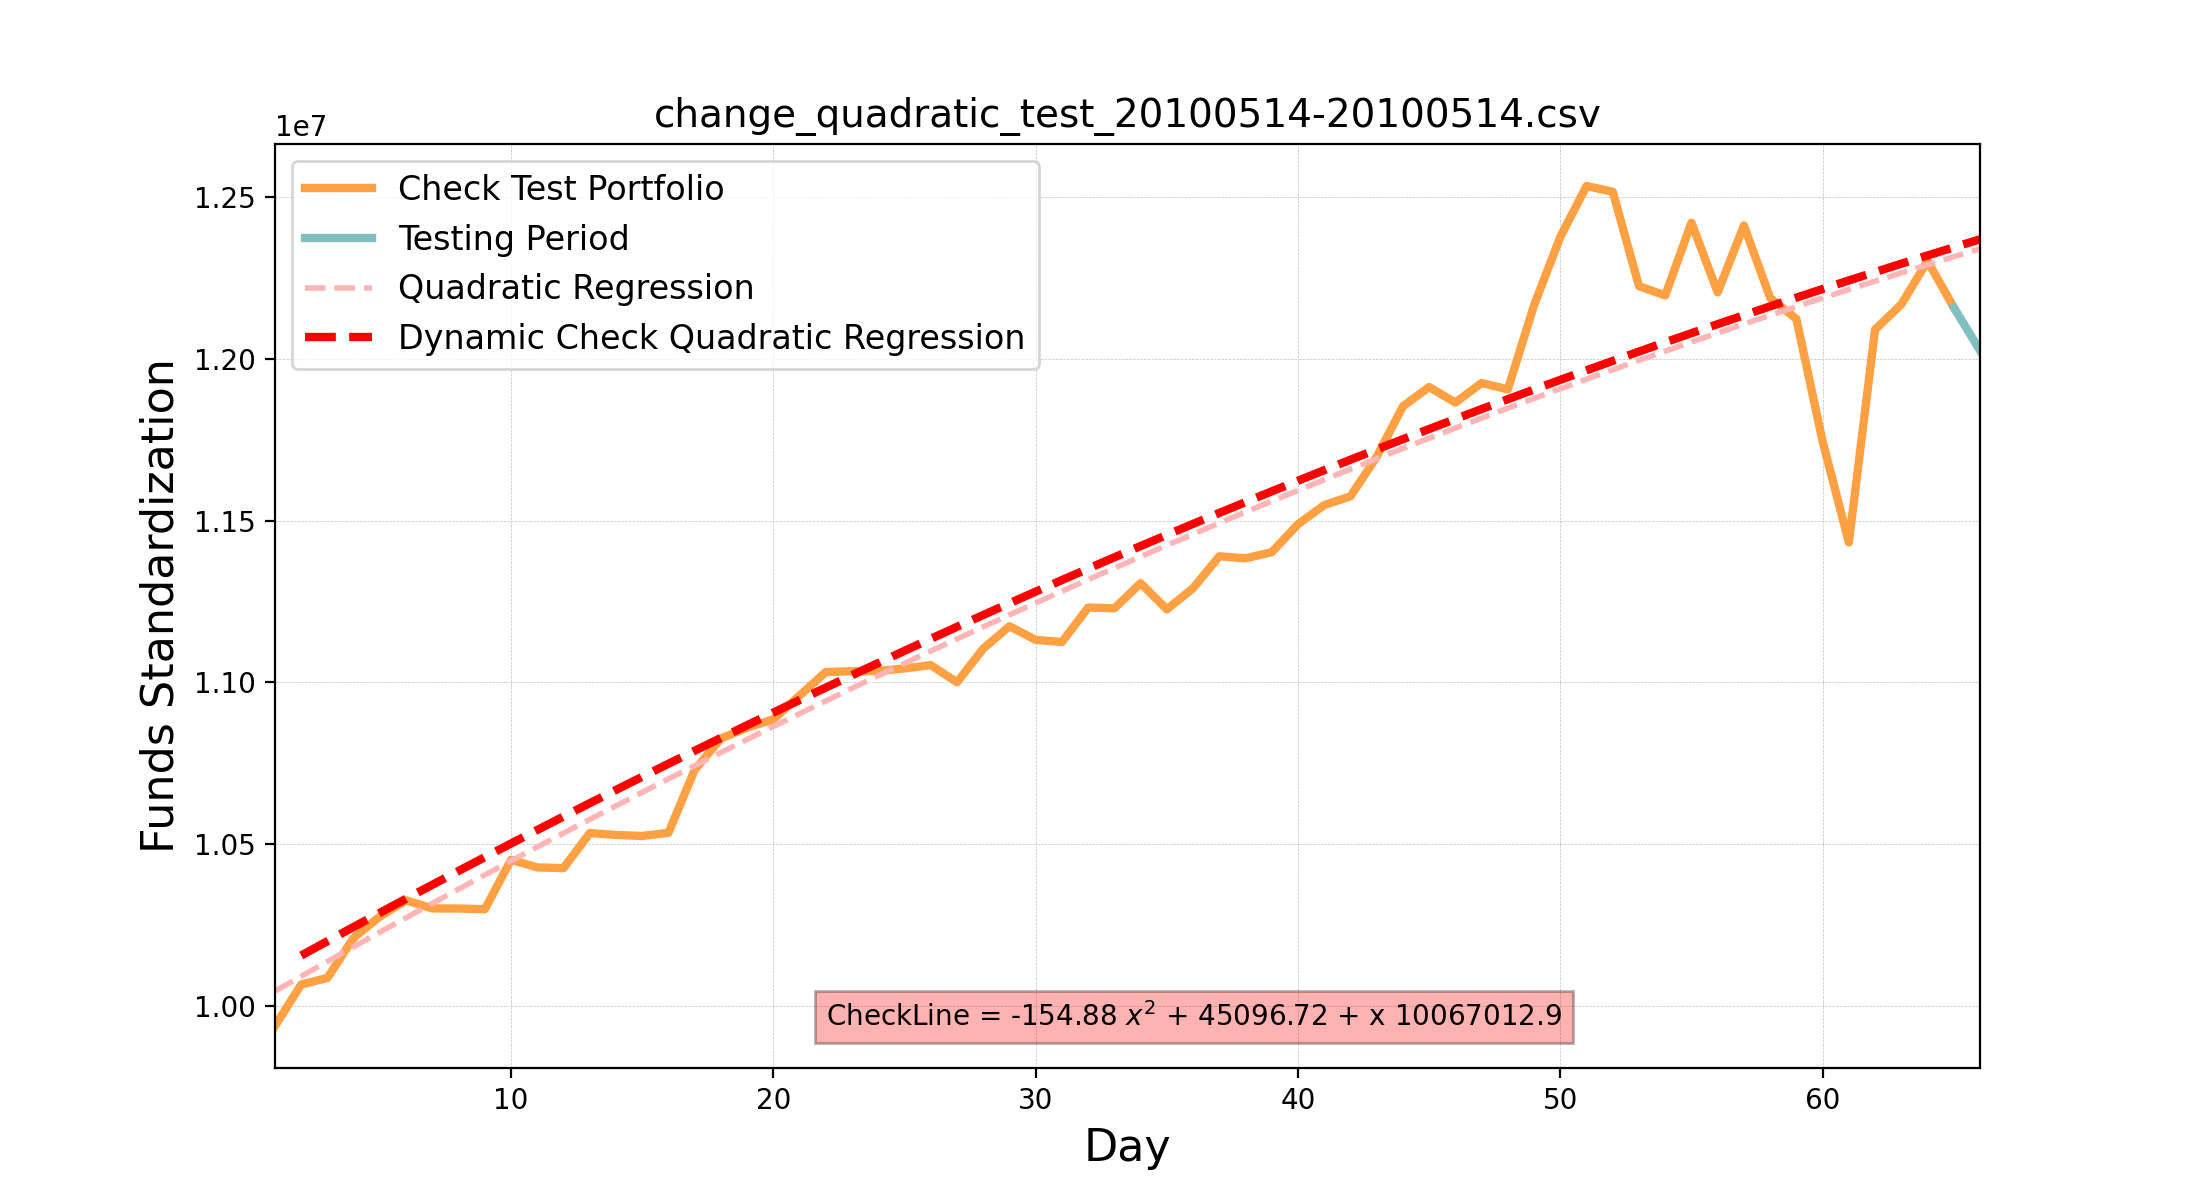 change_quadratic_test_20100514-20100514.csv
1e7
Check Test Portfolio
Testing Period
Quadratic Regression
Dynamic Check Quadratic Regression
1.25
1.20
1.15
1.10
1.05
1.00
Funds Standardization
CheckLine = -154.88 x² + 45096.72 + x 10067012.9
10 20 30 40 50 60
Day